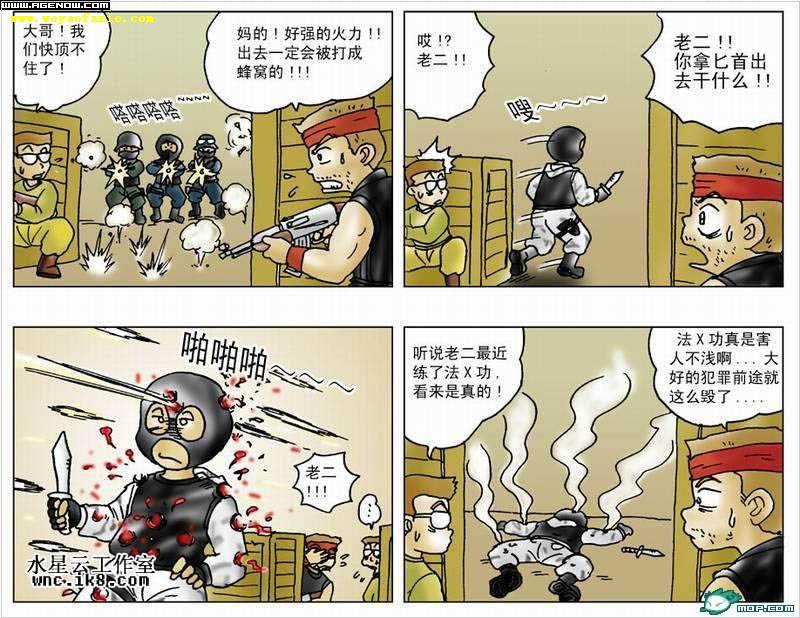 WWW.AGENOW.COM
www.woyaofanle.com
大哥！我
们快顶不
住了！
妈的！好强的火力！！
出去一定会被打成
蜂窝的！！！
嗒嗒嗒嗒~~~~
哎！？
老二！！
老二！！
你拿匕首出
去干什么！！
嗖~~~~
啪啪啪~~~~
老二
！！！
...
水星云工作室
wnc.1k8.com
听说老二最近
练了法X功，
看来是真的！
法X功真是害
人不浅啊...大
好的犯罪前途就
这么毁了....
MOP.COM